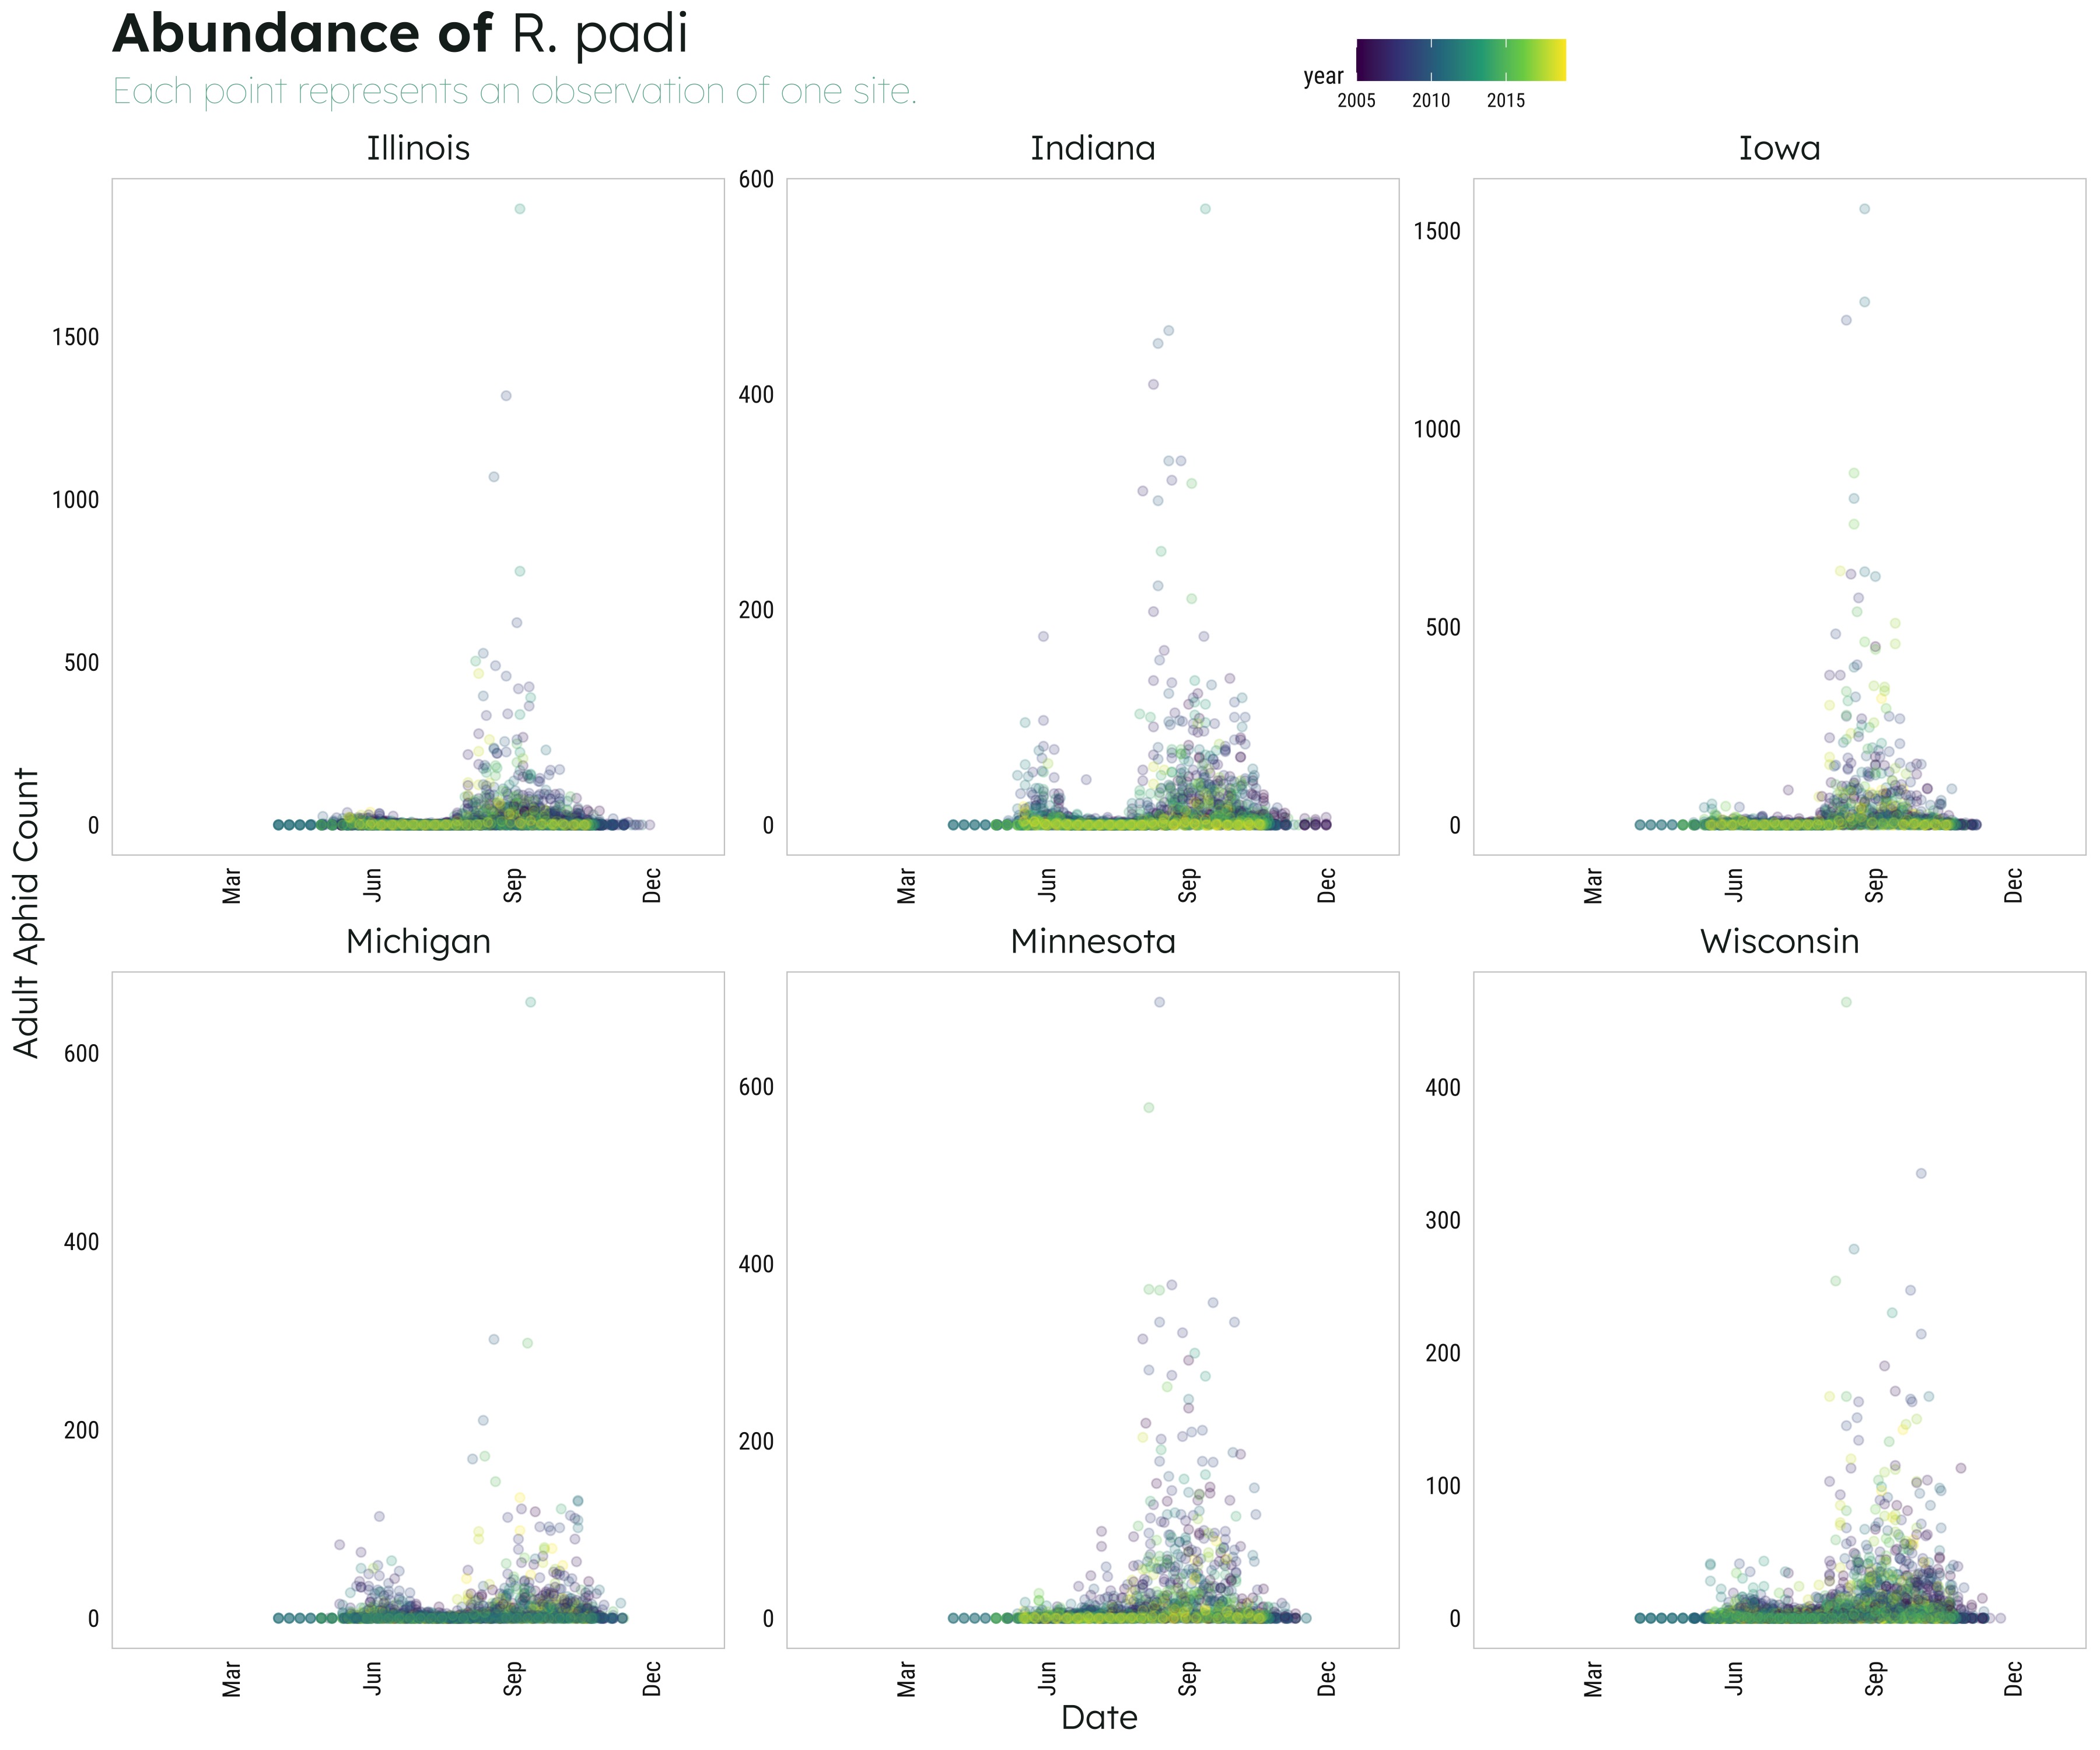 Abundance of R. padi
Each point represents an observation of one site.
year
2005 2010 2015
Illinois
Indiana
Iowa
1500
1000
500
0
600
400
200
0
1500
1000
500
0
Mar Jun Sep Dec
Mar Jun Sep Dec
Mar Jun Sep Dec
Adult Aphid Count
Michigan
Minnesota
Wisconsin
600
400
200
0
600
400
200
0
400
300
200
100
0
Mar Jun Sep Dec
Mar Jun Sep Dec
Mar Jun Sep Dec
Date